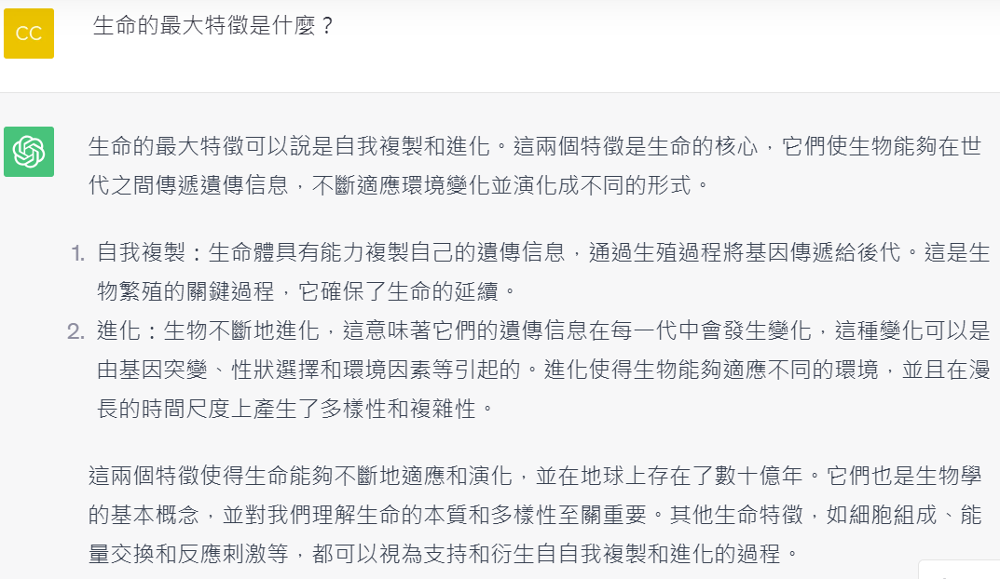 CC
生命的最大特徵是什麼？
生命的最大特徵可以說是自我複製和進化。這兩個特徵是生命的核心，它們使生物能夠在世
代之間傳遞遺傳信息，不斷適應環境變化並演化成不同的形式。
1. 自我複製：生命體具有能力複製自己的遺傳信息，通過生殖過程將基因傳遞給後代。這是生
物繁殖的關鍵過程，它確保了生命的延續。
2. 進化：生物不斷地進化，這意味著它們的遺傳信息在每一代中會發生變化，這種變化可以是
由基因突變、性狀選擇和環境因素等引起的。進化使得生物能夠適應不同的環境，並且在漫
長的時間尺度上產生了多樣性和複雜性。
這兩個特徵使得生命能夠不斷地適應和演化，並在地球上存在了數十億年。它們也是生物學
的基本概念，並對我們理解生命的本質和多樣性至關重要。其他生命特徵，如細胞組成、能
量交換和反應刺激等，都可以視為支持和衍生自自我複製和進化的過程。